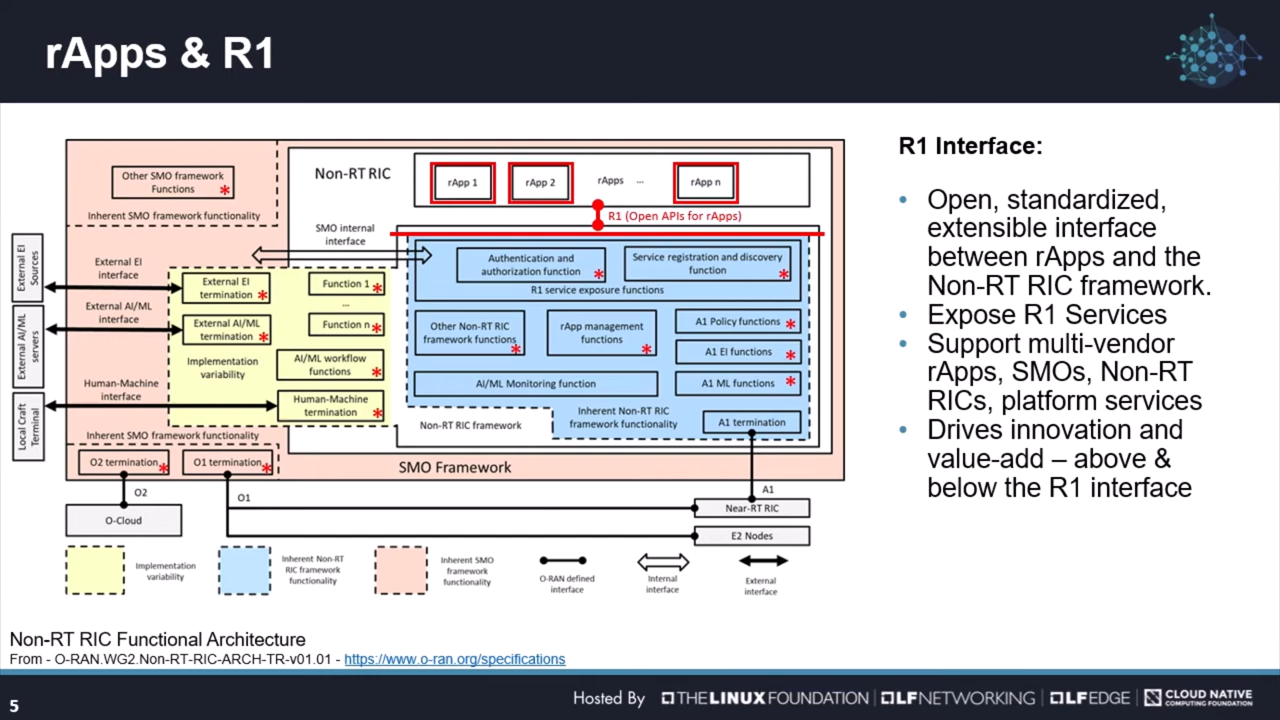 rApps & R1
Non-RT RIC
rApp 1
rApp 2
rApps ...
rApp n
R1 (Open APIs for rApps)
Other SMO framework
Functions *
Inherent SMO framework functionality
SMO internal
interface
Authentication and
authorization function *
Service registration and discovery
function *
R1 service exposure functions
External EI
Sources
External EI
interface
External EI
termination *
Function 1 *
...
Function n *
External AI/ML
servers
External AI/ML
interface
External AI/ML
termination *
Implementation
variability
AI/ML workflow
functions *
Other Non-RT RIC
framework functions *
rApp management
functions *
A1 Policy functions *
A1 EI functions *
A1 ML functions *
AI/ML Monitoring function
Local Craft
Terminal
Human-Machine
interface
Human-Machine
termination *
Non-RT RIC framework
Inherent Non-RT RIC
framework functionality
A1 termination
Inherent SMO framework functionality
O2 termination *
O1 termination *
SMO Framework
O2
O1
A1
O-Cloud
Near-RT RIC
E2 Nodes
Implementation
variability
Inherent Non-RT
RIC framework
functionality
Inherent SMO
framework
functionality
O-RAN defined
interface
Internal
interface
External
interface
R1 Interface:
• Open, standardized,
extensible interface
between rApps and the
Non-RT RIC framework.
• Expose R1 Services
• Support multi-vendor
rApps, SMOs, Non-RT
RICs, platform services
• Drives innovation and
value-add – above &
below the R1 interface
Non-RT RIC Functional Architecture
From - O-RAN.WG2.Non-RT-RIC-ARCH-TR-v01.01 - https://www.o-ran.org/specifications
5
Hosted By THE LINUX FOUNDATION | LF NETWORKING | LF EDGE | CLOUD NATIVE
COMPUTING FOUNDATION